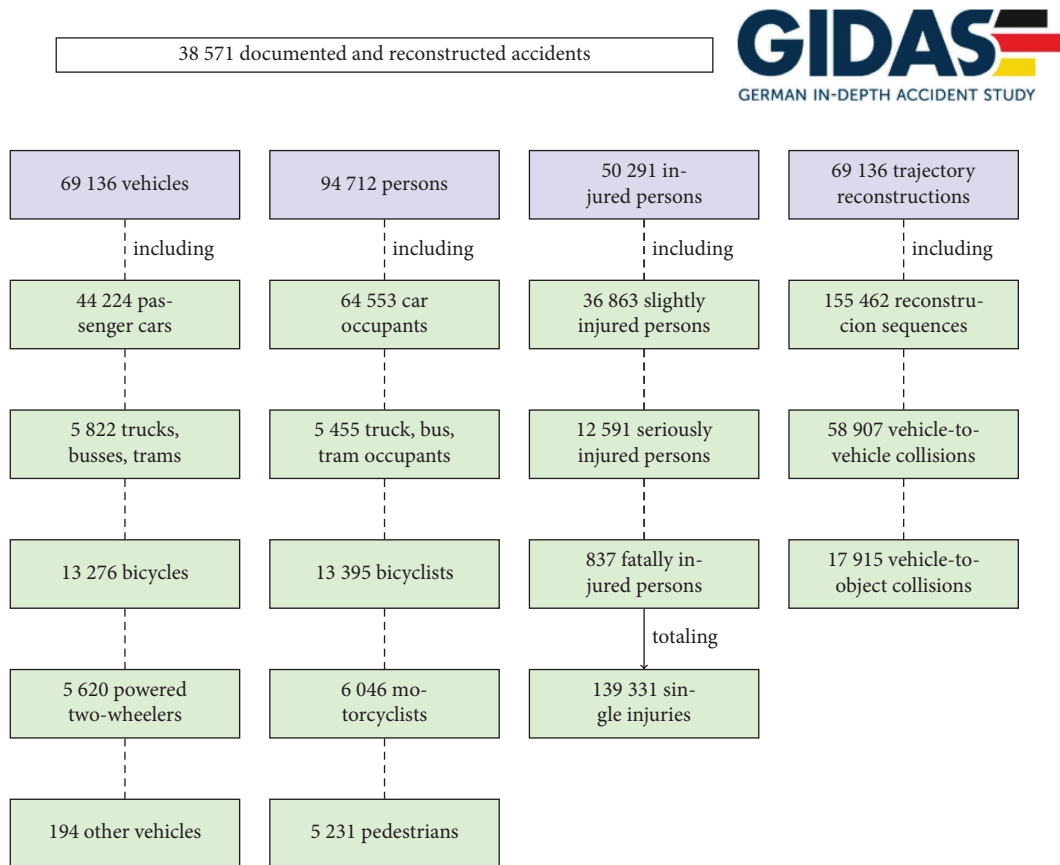 38 571 documented and reconstructed accidents
GIDAS
GERMAN IN-DEPTH ACCIDENT STUDY
69 136 vehicles
including
44 224 pas-
senger cars
5 822 trucks,
busses, trams
13 276 bicycles
5 620 powered
two-wheelers
194 other vehicles
94 712 persons
including
64 553 car
occupants
5 455 truck, bus,
tram occupants
13 395 bicyclists
6 046 mo-
torcyclists
5 231 pedestrians
50 291 in-
jured persons
including
36 863 slightly
injured persons
12 591 seriously
injured persons
837 fatally in-
jured persons
totaling
139 331 sin-
gle injuries
69 136 trajectory
reconstructions
including
155 462 reconstru-
cion sequences
58 907 vehicle-to-
vehicle collisions
17 915 vehicle-to-
object collisions